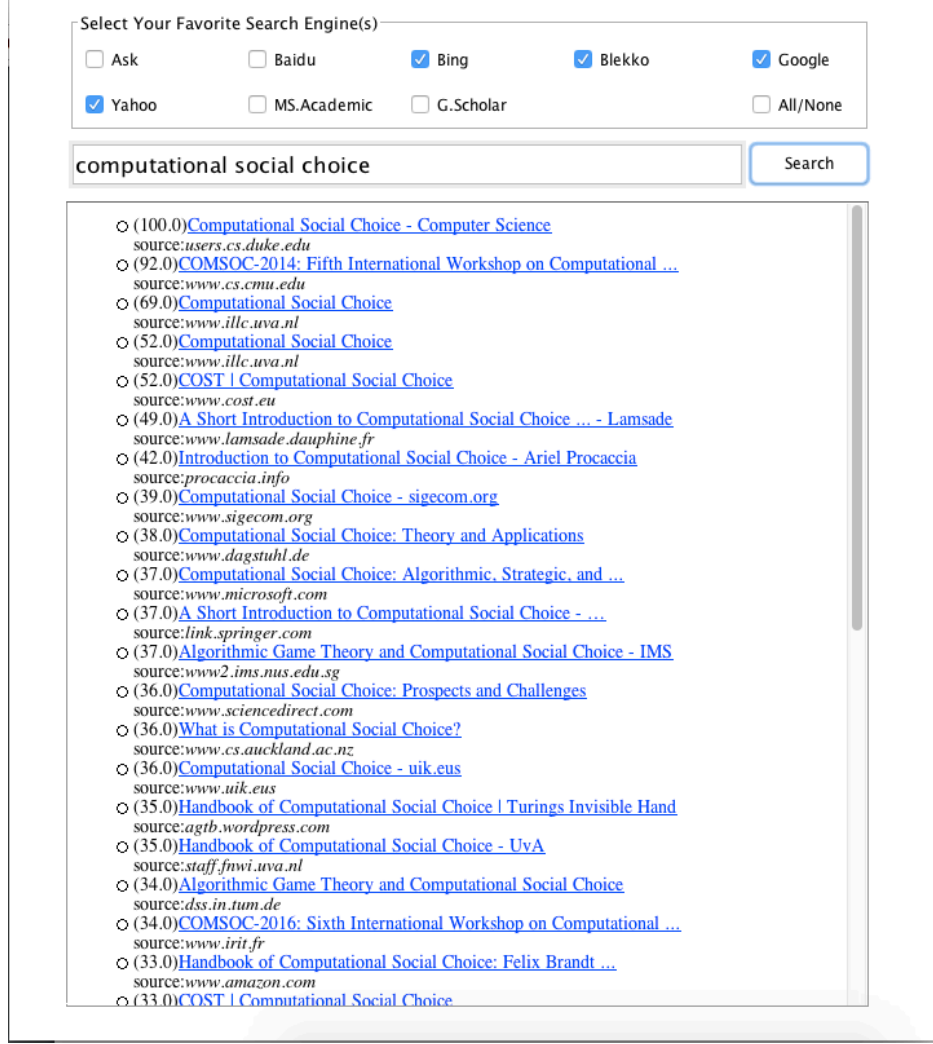 Select Your Favorite Search Engine(s)
Ask Baidu Bing Blekko Google
Yahoo MS.Academic G.Scholar All/None
computational social choice Search
(100.0)Computational Social Choice - Computer Science
source:users.cs.duke.edu
(92.0)COMSOC-2014: Fifth International Workshop on Computational ...
source:www.cs.cmu.edu
(69.0)Computational Social Choice
source:www.illc.uva.nl
(52.0)Computational Social Choice
source:www.illc.uva.nl
(52.0)COST | Computational Social Choice
source:www.cost.eu
(49.0)A Short Introduction to Computational Social Choice ... - Lamsade
source:www.lamsade.dauphine.fr
(42.0)Introduction to Computational Social Choice - Ariel Procaccia
source:procaccia.info
(39.0)Computational Social Choice - sigecom.org
source:www.sigecom.org
(38.0)Computational Social Choice: Theory and Applications
source:www.dagstuhl.de
(37.0)Computational Social Choice: Algorithmic, Strategic, and ...
source:www.microsoft.com
(37.0)A Short Introduction to Computational Social Choice - ...
source:link.springer.com
(37.0)Algorithmic Game Theory and Computational Social Choice - IMS
source:www2.ims.nus.edu.sg
(36.0)Computational Social Choice: Prospects and Challenges
source:www.sciencedirect.com
(36.0)What is Computational Social Choice?
source:www.cs.auckland.ac.nz
(36.0)Computational Social Choice - uik.eus
source:www.uik.eus
(35.0)Handbook of Computational Social Choice | Turings Invisible Hand
source:agtb.wordpress.com
(35.0)Handbook of Computational Social Choice - UvA
source:staff.fnwi.uva.nl
(34.0)Algorithmic Game Theory and Computational Social Choice
source:dss.in.tum.de
(34.0)COMSOC-2016: Sixth International Workshop on Computational ...
source:www.irit.fr
(33.0)Handbook of Computational Social Choice: Felix Brandt ...
source:www.amazon.com
(33.0)COST | Computational Social Choice